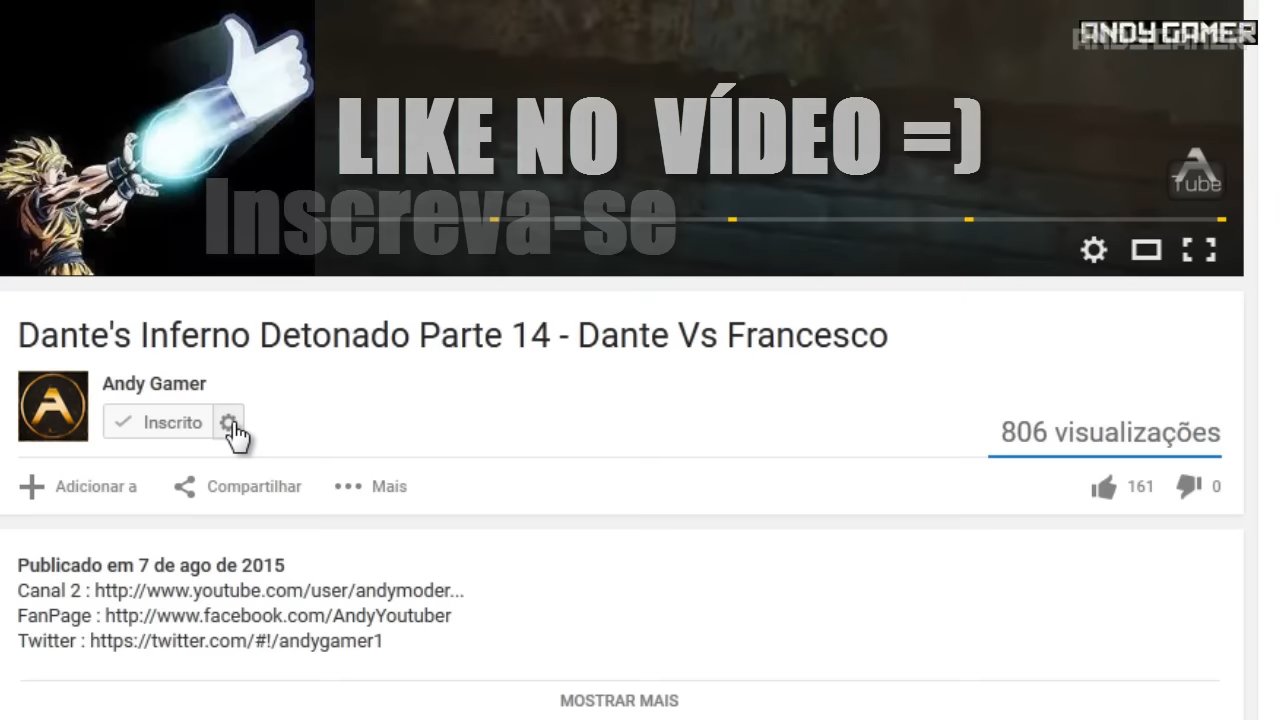 ANDY GAMER
LIKE NO VÍDEO =)
Inscreva-se
A
Tube
Dante's Inferno Detonado Parte 14 - Dante Vs Francesco
Andy Gamer
Inscrito
806 visualizações
Adicionar a Compartilhar Mais 161 0
Publicado em 7 de ago de 2015
Canal 2 : http://www.youtube.com/user/andymoder...
FanPage : http://www.facebook.com/AndyYoutuber
Twitter : https://twitter.com/#!/andygamer1
MOSTRAR MAIS